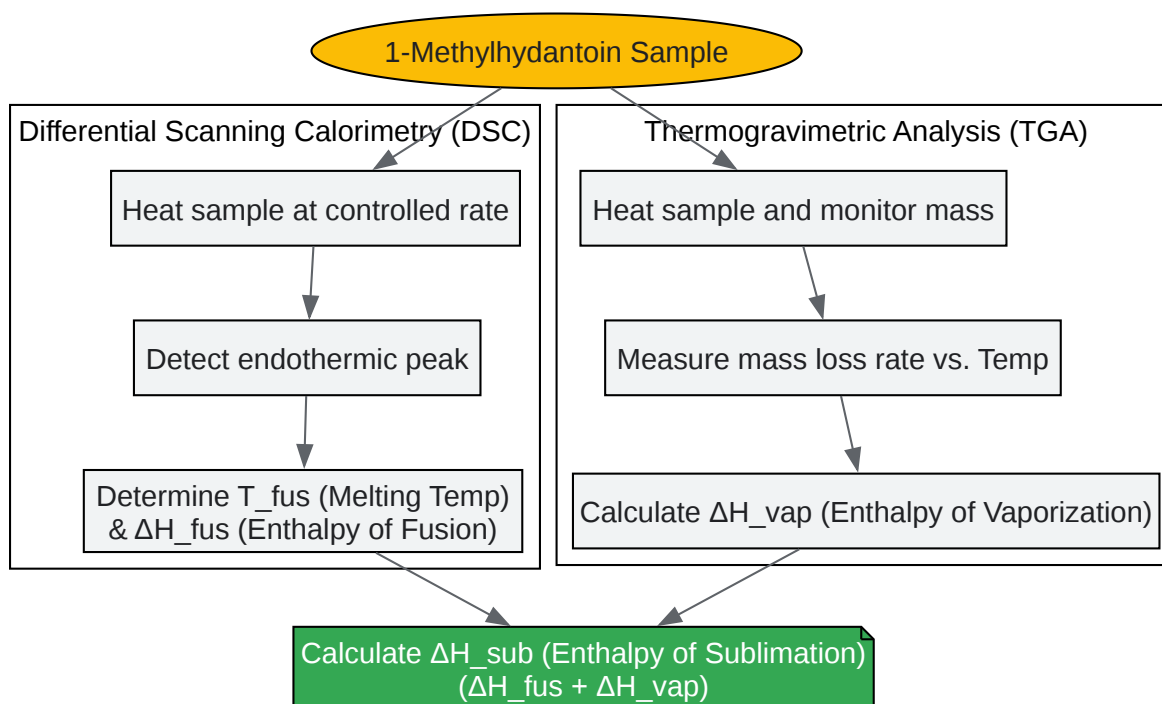 1-Methylhydantoin Sample
Differential Scanning Calorimetry (DSC)
Heat sample at controlled rate
Detect endothermic peak
Determine T_fus (Melting Temp)
& ΔH_fus (Enthalpy of Fusion)
Thermogravimetric Analysis (TGA)
Heat sample and monitor mass
Measure mass loss rate vs. Temp
Calculate ΔH_vap (Enthalpy of Vaporization)
Calculate ΔH_sub (Enthalpy of Sublimation)
(ΔH_fus + ΔH_vap)